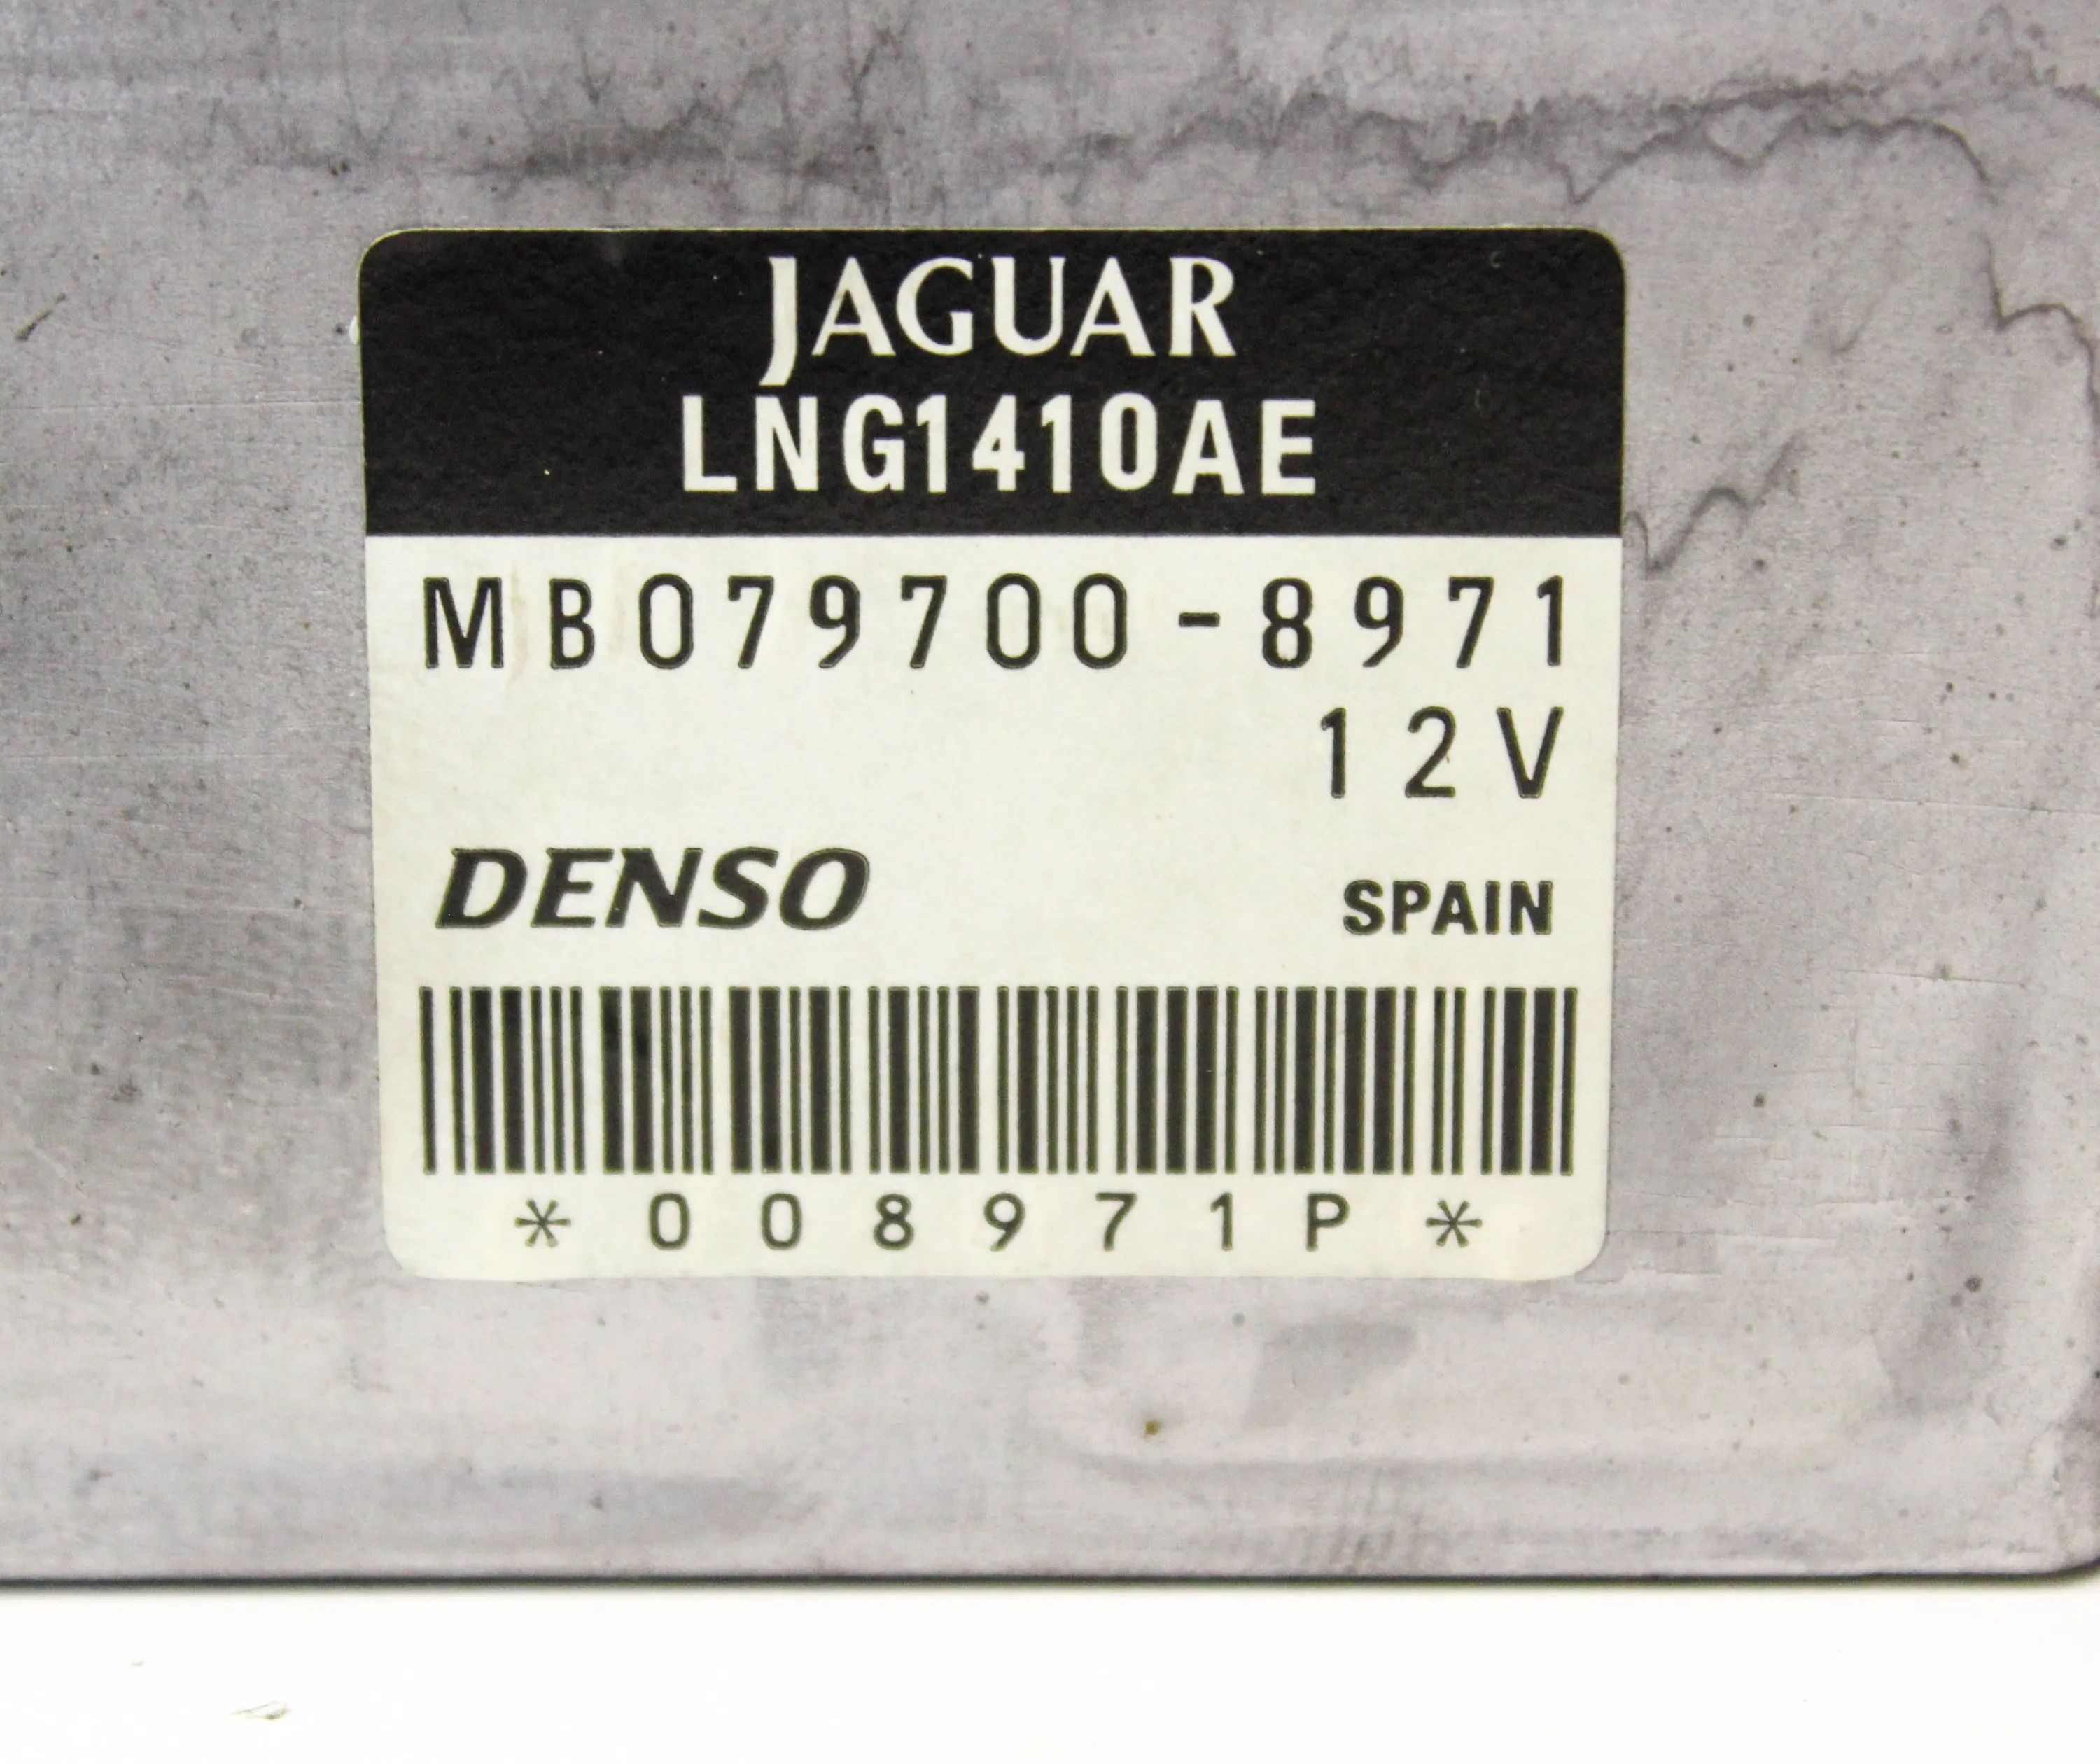 JAGUAR
LNG1410AE
MB079700-8971
12V
DENSO SPAIN
*008971P*